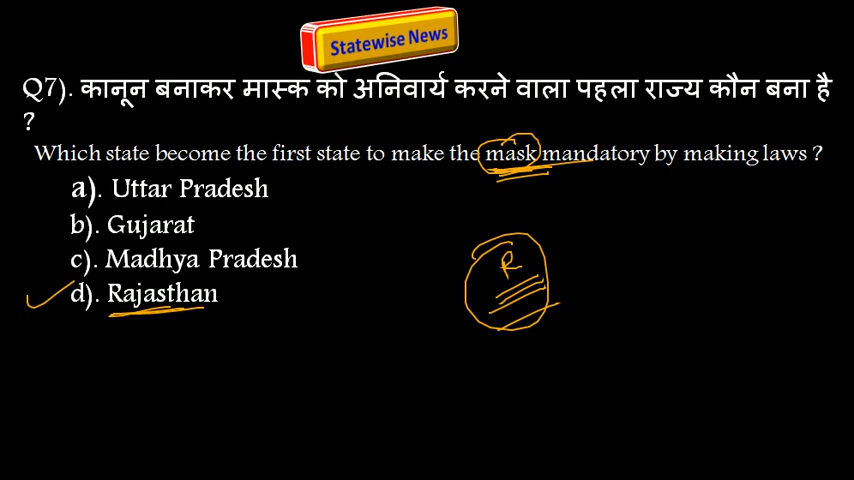 Statewise News
Q7). कानून बनाकर मास्क को अनिवार्य करने वाला पहला राज्य कौन बना है
?
Which state become the first state to make the mask mandatory by making laws ?
a). Uttar Pradesh
b). Gujarat
c). Madhya Pradesh
d). Rajasthan
R